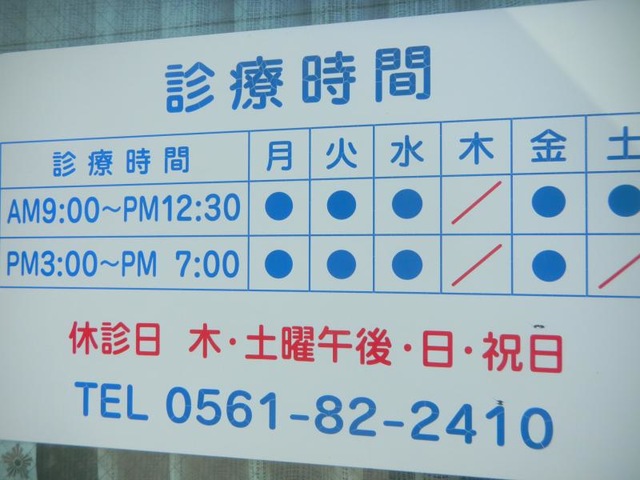 診療時間
診療時間 月 火 水 木 金 土
AM9:00～PM12:30 ● ● ● ／ ● ●
PM3:00～PM 7:00 ● ● ● ／ ● ／
休診日 木・土曜午後・日・祝日
TEL 0561-82-2410